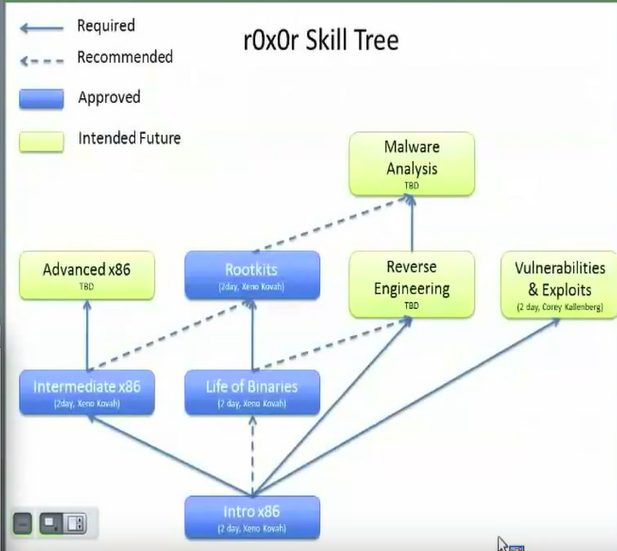 Required
r0x0r Skill Tree
Recommended
Approved
Intended Future
Malware
Analysis
TBD
Advanced x86
TBD
Rootkits
(2day, Xeno Kovah)
Reverse
Engineering
TBD
Vulnerabilities
& Exploits
(2 day, Corey Kallenberg)
Intermediate x86
(2day, Xeno Kovah)
Life of Binaries
(2 day, Xeno Kovah)
Intro x86
(2 day, Xeno Kovah)